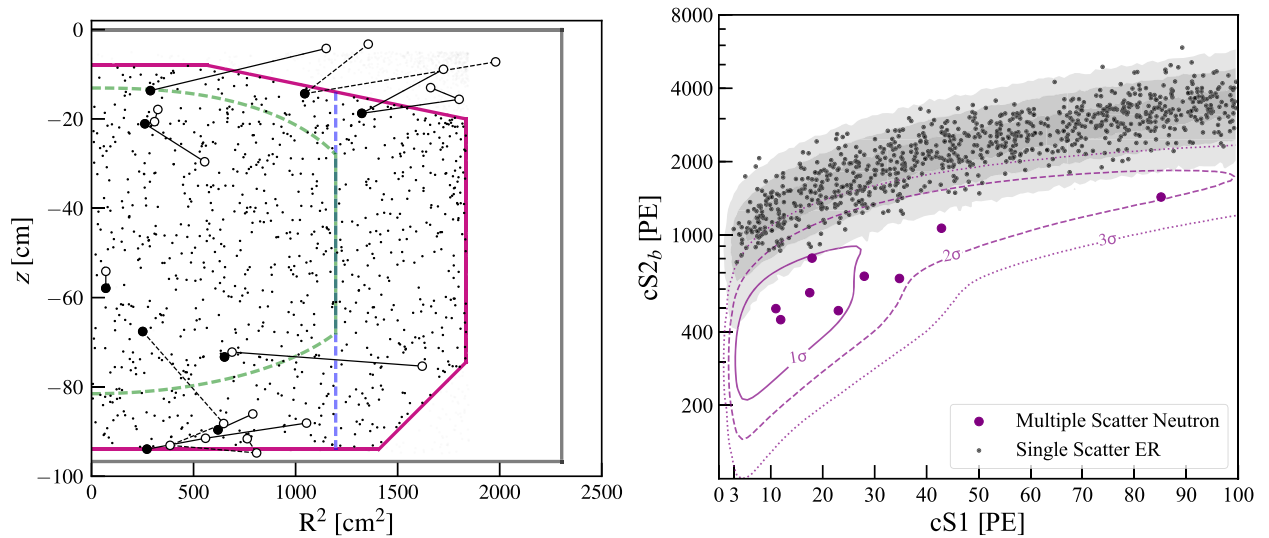 0
−20
−40
−60
−80
−100
z [cm]
0 500 1000 1500 2000 2500
R² [cm²]
8000
4000
2000
1000
400
200
cS2b [PE]
1σ
2σ
3σ
Multiple Scatter Neutron
Single Scatter ER
0 3 10 20 30 40 50 60 70 80 90 100
cS1 [PE]